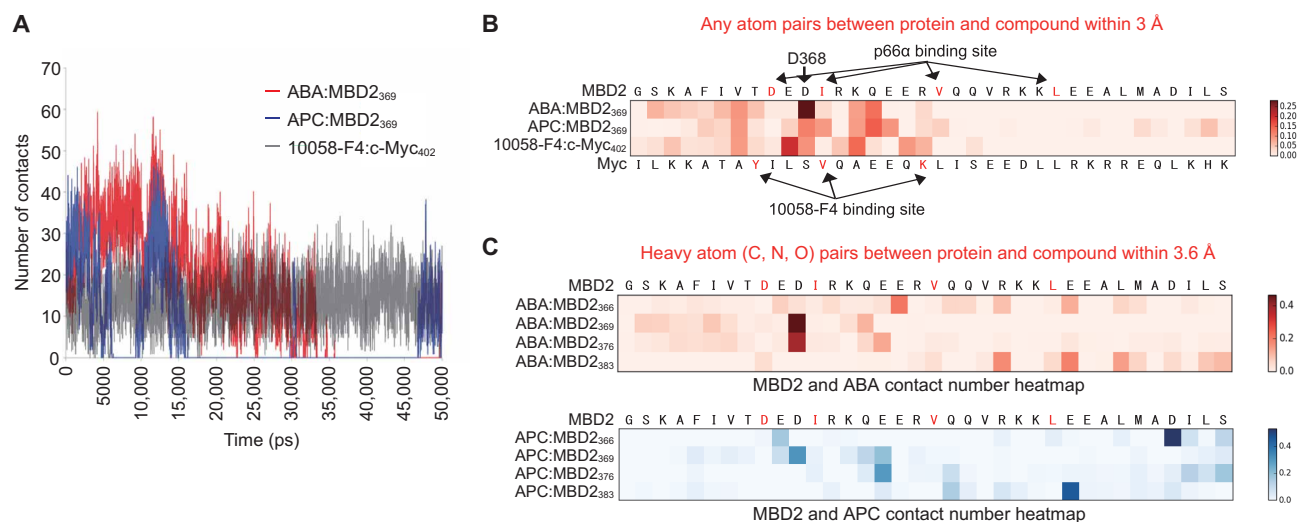 A
Number of contacts
70
60
50
40
30
20
10
0
ABA:MBD2₃₆₉
APC:MBD2₃₆₉
10058-F4:c-Myc₄₀₂
0
5000
10,000
15,000
20,000
25,000
30,000
35,000
40,000
45,000
50,000
Time (ps)
B
Any atom pairs between protein and compound within 3 Å
p66α binding site
D368
MBD2 G S K A F I V T D E D I R K Q E E R V Q Q V R K K L E E A L M A D I L S
ABA:MBD2₃₆₉
APC:MBD2₃₆₉
10058-F4:c-Myc₄₀₂
Myc I L K K A T A Y I L S V Q A E E Q K L I S E E D L L R K R R E Q L K H K
10058-F4 binding site
0.25
0.20
0.15
0.10
0.05
0.00
C
Heavy atom (C, N, O) pairs between protein and compound within 3.6 Å
MBD2 G S K A F I V T D E D I R K Q E E R V Q Q V R K K L E E A L M A D I L S
ABA:MBD2₃₆₆
ABA:MBD2₃₆₉
ABA:MBD2₃₇₆
ABA:MBD2₃₈₃
0.4
0.2
0.0
MBD2 and ABA contact number heatmap
MBD2 G S K A F I V T D E D I R K Q E E R V Q Q V R K K L E E A L M A D I L S
APC:MBD2₃₆₆
APC:MBD2₃₆₉
APC:MBD2₃₇₆
APC:MBD2₃₈₃
0.4
0.2
0.0
MBD2 and APC contact number heatmap